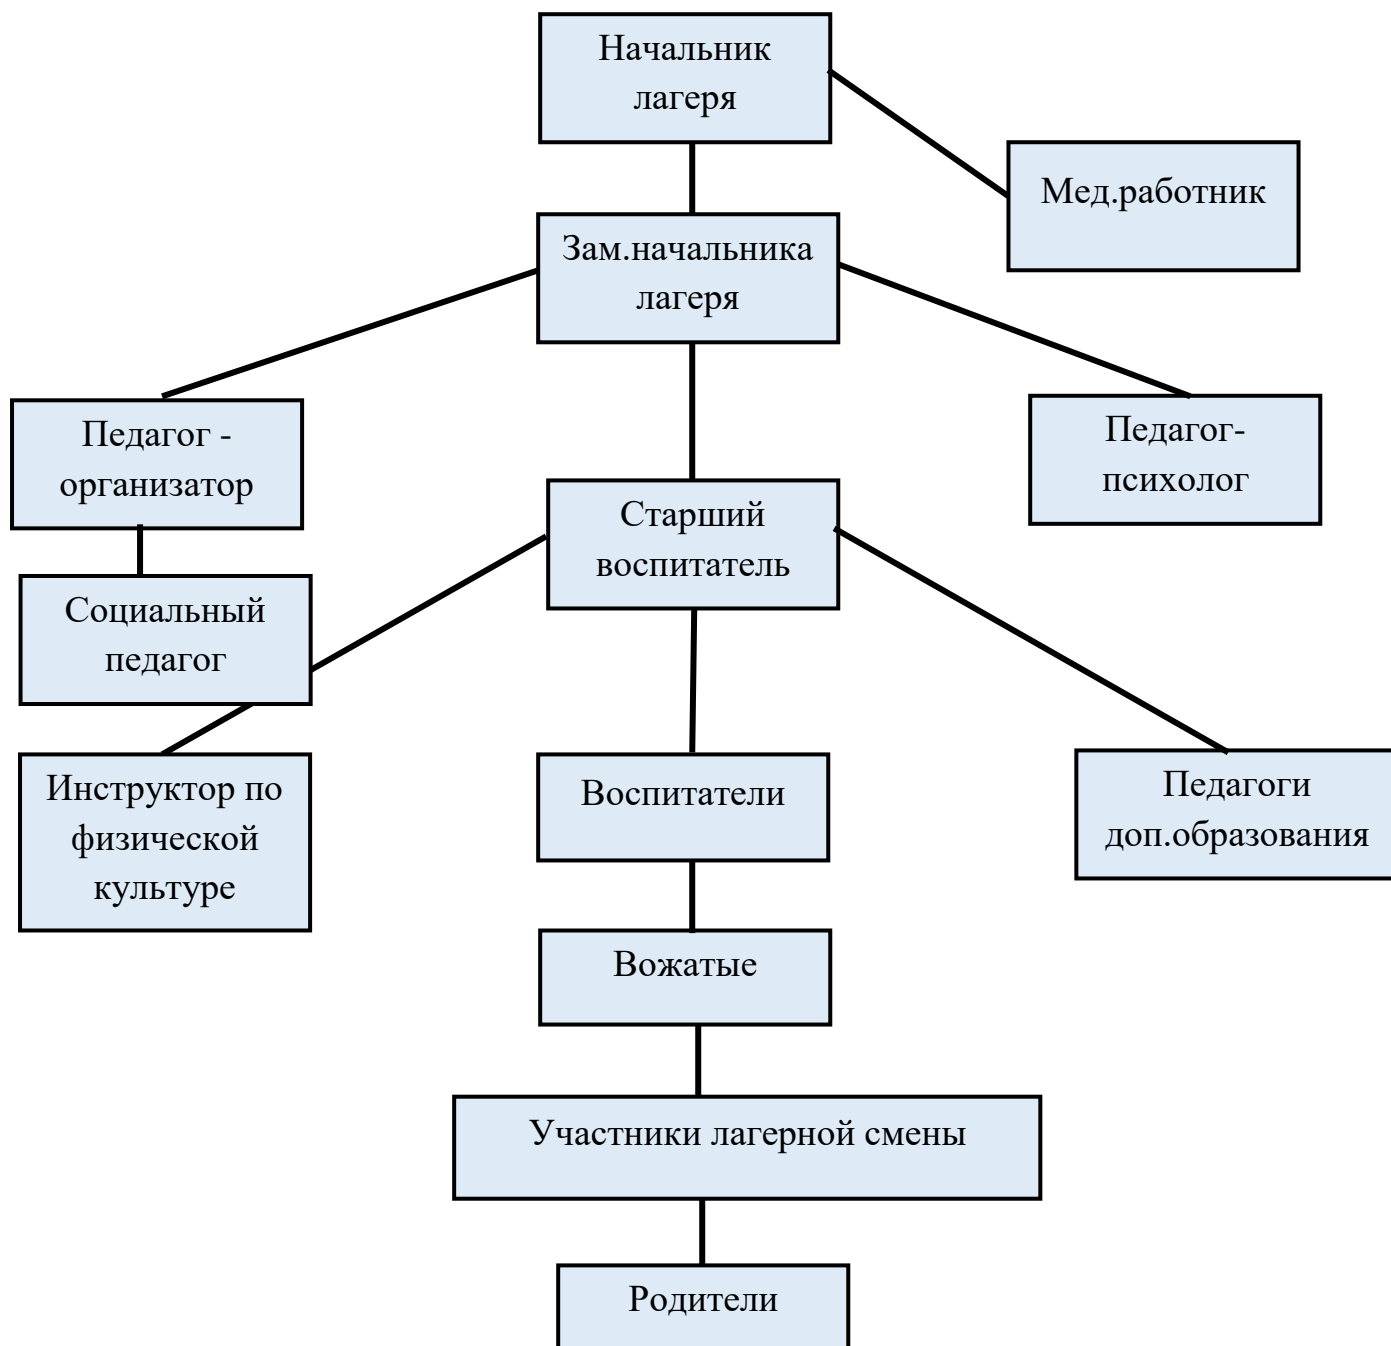 Начальник
лагеря
Мед.работник
Зам.начальника
лагеря
Педагог -
организатор
Педагог-
психолог
Старший
воспитатель
Социальный
педагог
Инструктор по
физической
культуре
Воспитатели
Педагоги
доп.образования
Вожатые
Участники лагерной смены
Родители